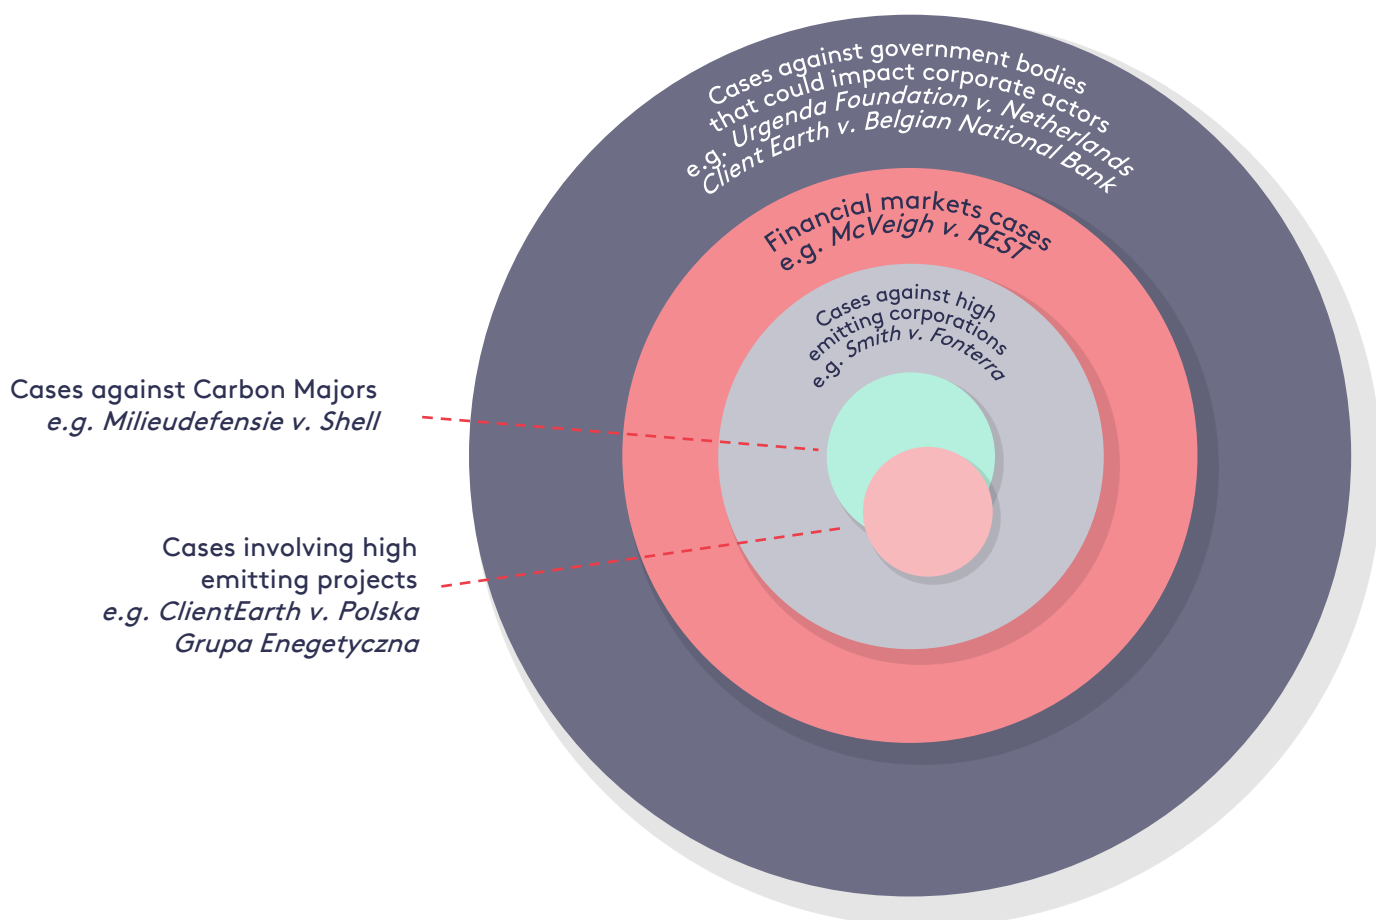 Cases against government bodies
that could impact corporate actors
e.g. Urgenda Foundation v. Netherlands
Client Earth v. Belgian National Bank
Financial markets cases
e.g. McVeigh v. REST
Cases against high
emitting corporations
e.g. Smith v. Fonterra
Cases against Carbon Majors
e.g. Milieudefensie v. Shell
Cases involving high
emitting projects
e.g. ClientEarth v. Polska
Grupa Enegetyczna